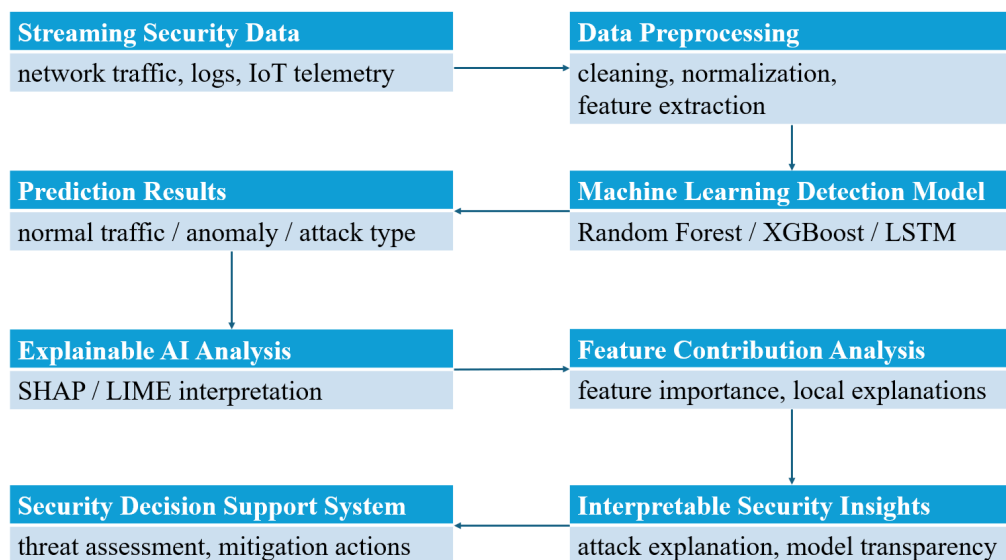 Streaming Security Data
network traffic, logs, IoT telemetry
Data Preprocessing
cleaning, normalization,
feature extraction
Machine Learning Detection Model
Random Forest / XGBoost / LSTM
Prediction Results
normal traffic / anomaly / attack type
Explainable AI Analysis
SHAP / LIME interpretation
Feature Contribution Analysis
feature importance, local explanations
Interpretable Security Insights
attack explanation, model transparency
Security Decision Support System
threat assessment, mitigation actions